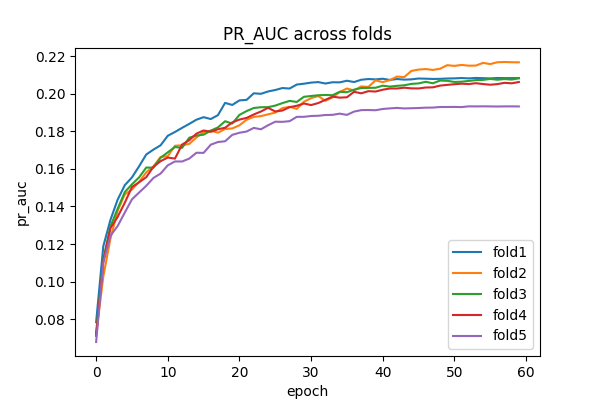 PR_AUC across folds
pr_auc
0.22
0.20
0.18
0.16
0.14
0.12
0.10
0.08
fold1
fold2
fold3
fold4
fold5
0 10 20 30 40 50 60
epoch